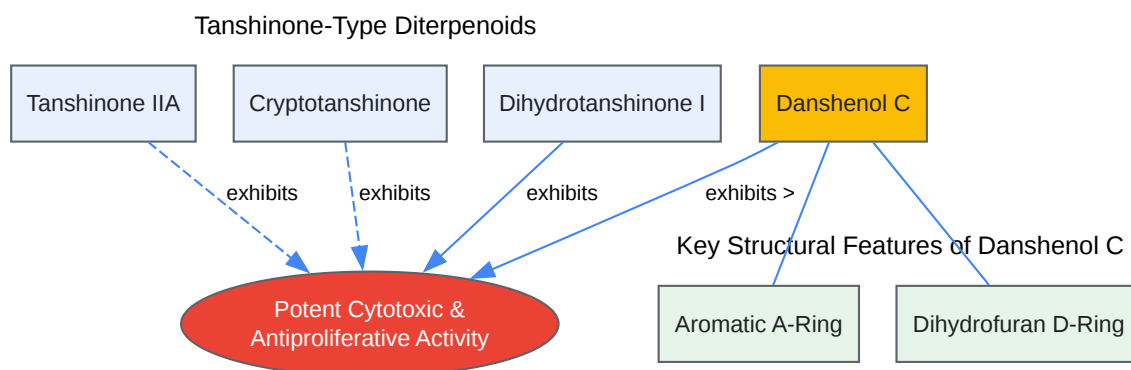 Tanshinone-Type Diterpenoids
Tanshinone IIA
Cryptotanshinone
Dihydrotanshinone I
Danshenol C
exhibits
exhibits
exhibits
exhibits >
Key Structural Features of Danshenol C
Potent Cytotoxic &
Antiproliferative Activity
Aromatic A-Ring
Dihydrofuran D-Ring